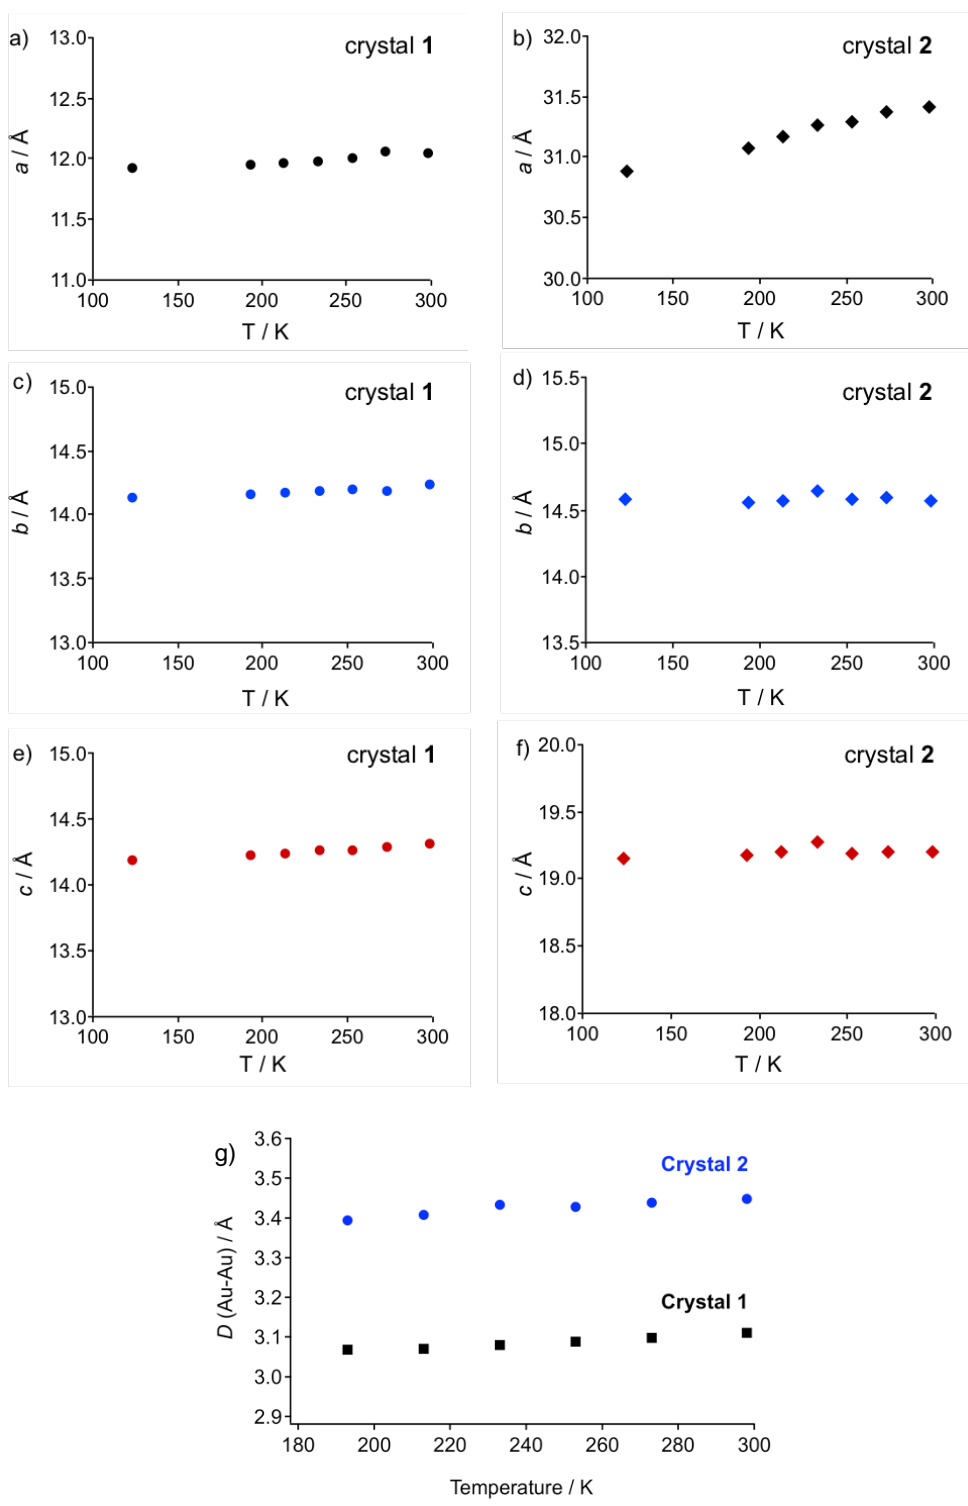 a)
crystal 1
a / Å
13.0
12.5
12.0
11.5
11.0
100 150 200 250 300
T / K
b)
crystal 2
a / Å
32.0
31.5
31.0
30.5
30.0
100 200 250 300
T / K
c)
crystal 1
b / Å
15.0
14.5
14.0
13.5
13.0
100 150 200 250 300
T / K
d)
crystal 2
b / Å
15.5
15.0
14.5
14.0
13.5
100 150 200 250 300
T / K
e)
crystal 1
c / Å
15.0
14.5
14.0
13.5
13.0
100 150 200 250 300
T / K
f)
crystal 2
c / Å
20.0
19.5
19.0
18.5
18.0
100 150 200 250 300
T / K
g)
Crystal 2
Crystal 1
D (Au-Au) / Å
3.6
3.5
3.4
3.3
3.2
3.1
3.0
2.9
180 200 220 240 260 280 300
Temperature / K